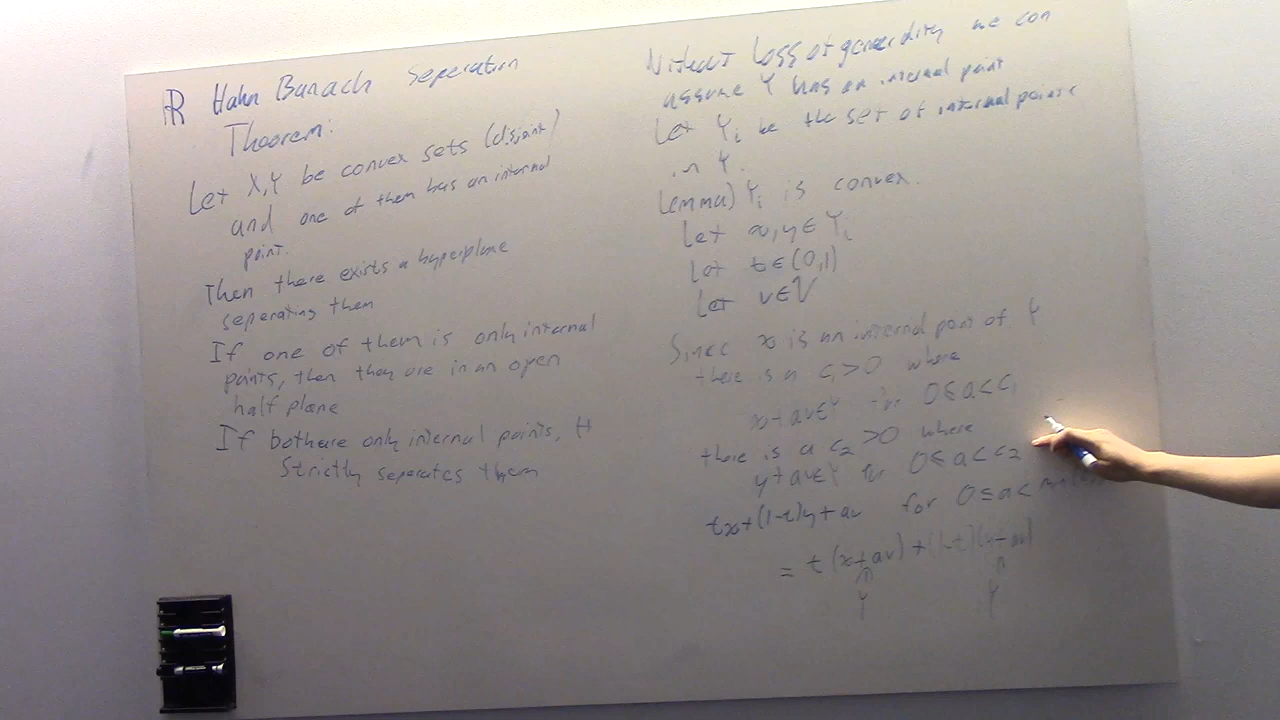 ℝ Hahn Banach Seperation
Theorem:
Let X,Y be convex sets (disjoint)
and one of them has an internal
point.
Then there exists a hyperplane
seperating them
If one of them is only internal
points, then they are in an open
half plane
If both are only internal points, H
Strictly seperates them
Without Loss of generality we can
assume Y has an internal point
Let Y_i be the set of internal points
in Y.
Lemma) Y_i is convex.
Let x,y ∈ Y_i
Let t ∈ (0,1)
Let v ∈ V
Since x is an internal point of Y
there is a c₁>0 where
x+av∈Y for 0≤a<c₁
there is a c₂>0 where
y+av∈Y for 0≤a<c₂
tx+(1-t)y+av for 0≤a<min(
= t(x+av)+(1-t)(y+av)
∩ ∩
Y Y